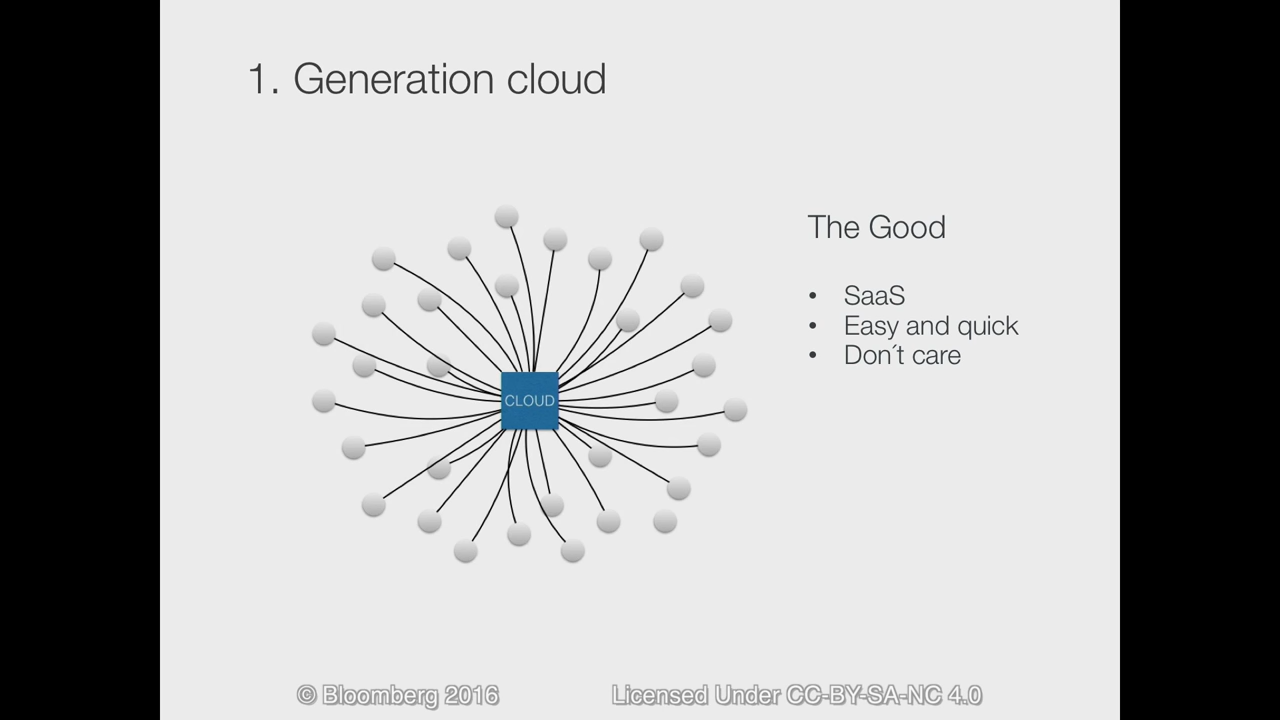 1. Generation cloud
The Good
• SaaS
• Easy and quick
• Don´t care
CLOUD
© Bloomberg 2016
Licensed Under CC-BY-SA-NC 4.0